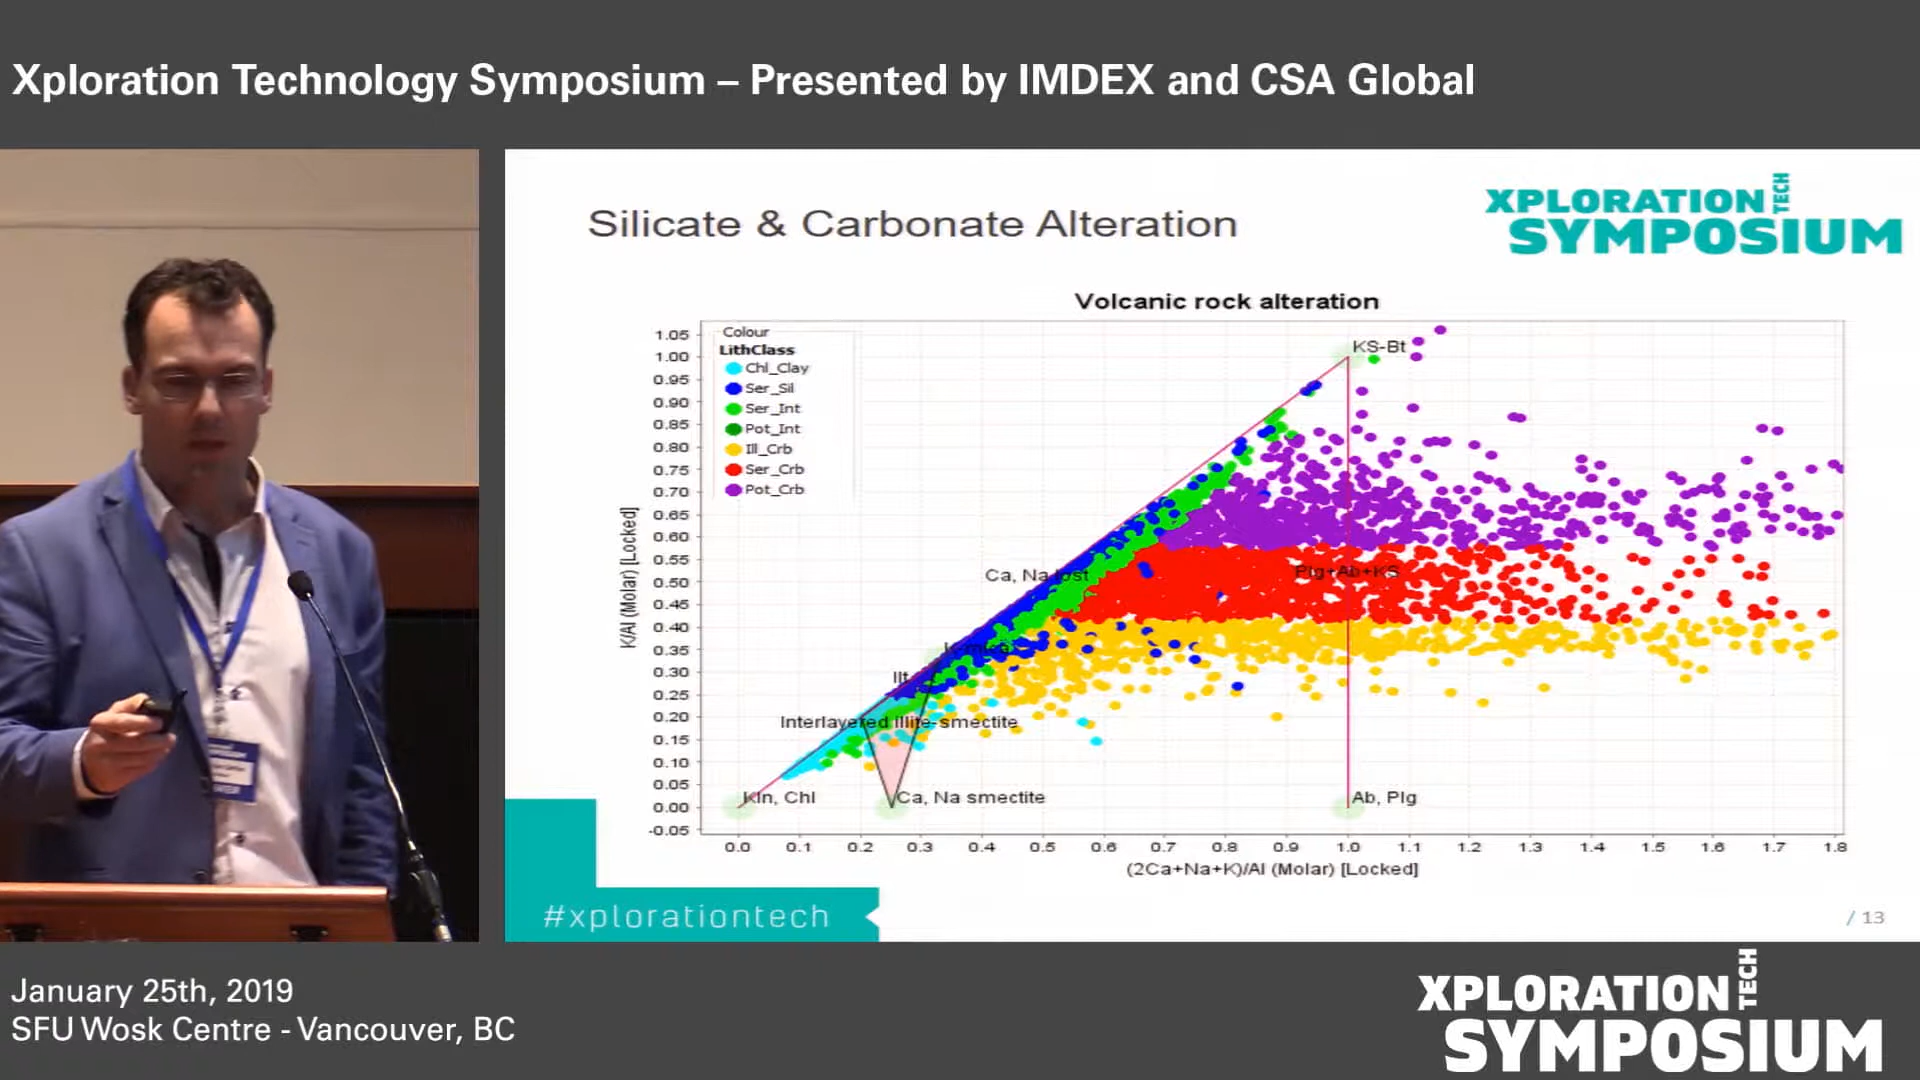 Xploration Technology Symposium – Presented by IMDEX and CSA Global
Silicate & Carbonate Alteration
XPLORATION TECH
SYMPOSIUM
Volcanic rock alteration
Colour
LithClass
Chl_Clay
Ser_Sil
Ser_Int
Pot_Int
Ill_Crb
Ser_Crb
Pot_Crb
K/Al (Molar) [Locked]
1.05
1.00
0.95
0.90
0.85
0.80
0.75
0.70
0.65
0.60
0.55
0.50
0.45
0.40
0.35
0.30
0.25
0.20
0.15
0.10
0.05
0.00
-0.05
KS-Bt
Ca, Na lost
Plg+Ab+KS
Interlayered Illite-smectite
Kln, Chl
Ca, Na smectite
Ab, Plg
0.0 0.1 0.2 0.3 0.4 0.5 0.6 0.7 0.8 0.9 1.0 1.1 1.2 1.3 1.4 1.5 1.6 1.7 1.8
(2Ca+Na+K)/Al (Molar) [Locked]
#xplorationtech
/ 13
January 25th, 2019
SFU Wosk Centre - Vancouver, BC
XPLORATION TECH
SYMPOSIUM